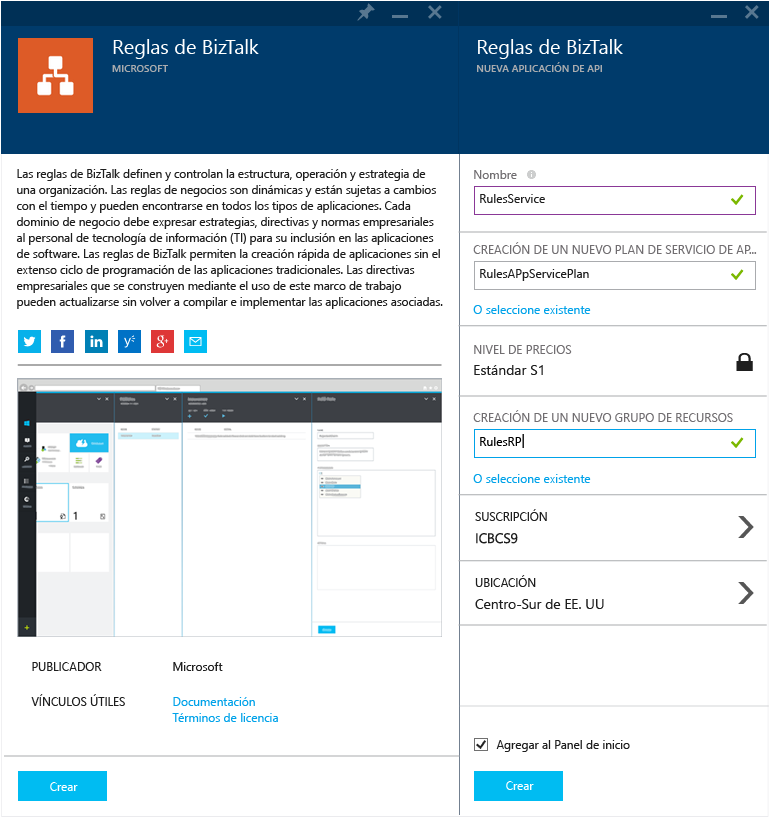 Reglas de BizTalk
MICROSOFT
Las reglas de BizTalk definen y controlan la estructura, operación y estrategia de
una organización. Las reglas de negocios son dinámicas y están sujetas a cambios
con el tiempo y pueden encontrarse en todos los tipos de aplicaciones. Cada
dominio de negocio debe expresar estrategias, directivas y normas empresariales
al personal de tecnología de información (TI) para su inclusión en las aplicaciones
de software. Las reglas de BizTalk permiten la creación rápida de aplicaciones sin el
extenso ciclo de programación de las aplicaciones tradicionales. Las directivas
empresariales que se construyen mediante el uso de este marco de trabajo
pueden actualizarse sin volver a compilar e implementar las aplicaciones asociadas.
1
PUBLICADOR Microsoft
VÍNCULOS ÚTILES Documentación
Términos de licencia
Crear
Reglas de BizTalk
NUEVA APLICACIÓN DE API
Nombre
RulesService
CREACIÓN DE UN NUEVO PLAN DE SERVICIO DE AP...
RulesAPpServicePlan
O seleccione existente
NIVEL DE PRECIOS
Estándar S1
CREACIÓN DE UN NUEVO GRUPO DE RECURSOS
RulesRP
O seleccione existente
SUSCRIPCIÓN
ICBCS9
UBICACIÓN
Centro-Sur de EE. UU
Agregar al Panel de inicio
Crear